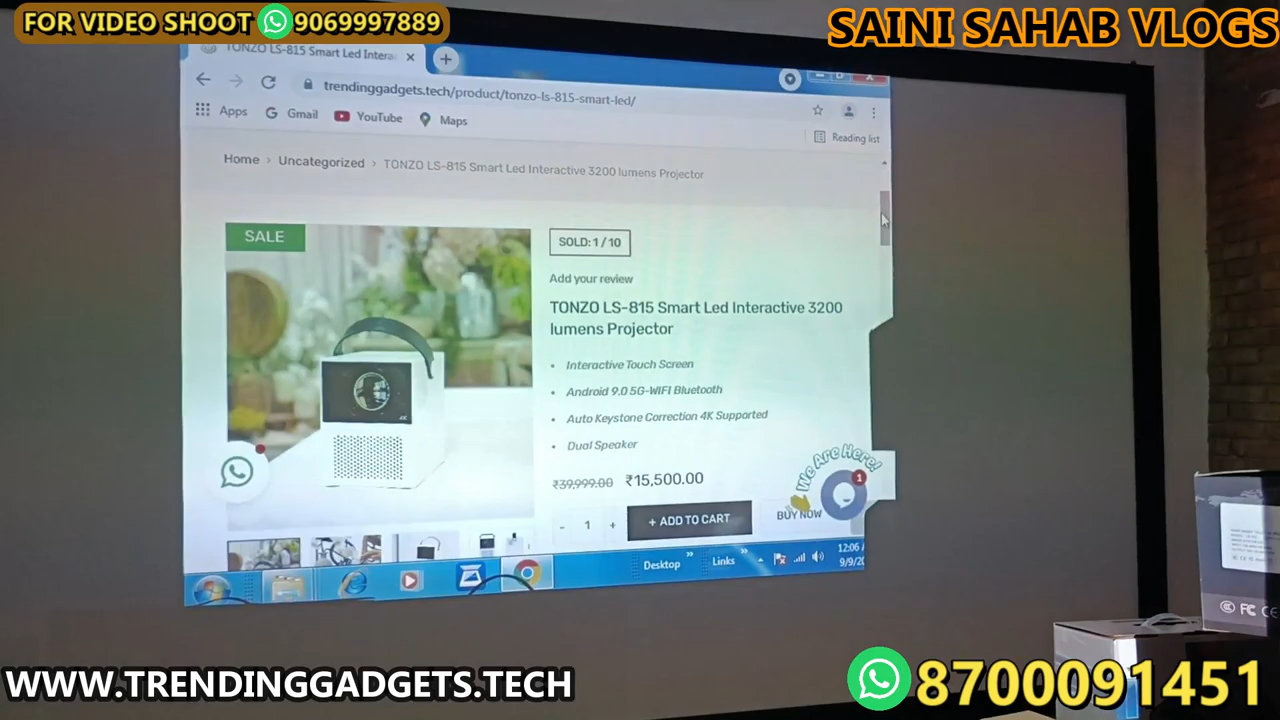 FOR VIDEO SHOOT 9069997889
SAINI SAHAB VLOGS
TONZO LS-815 Smart Led Intera
trendinggadgets.tech/product/tonzo-ls-815-smart-led/
Apps Gmail YouTube Maps
Reading list
Home > Uncategorized > TONZO LS-815 Smart Led Interactive 3200 lumens Projector
SALE
SOLD: 1 / 10
Add your review
TONZO LS-815 Smart Led Interactive 3200
lumens Projector
• Interactive Touch Screen
• Android 9.0 5G-WIFI Bluetooth
• Auto Keystone Correction 4K Supported
• Dual Speaker
₹39,999.00 ₹15,500.00
We Are Here!
1
- 1 + + ADD TO CART BUY NOW
Desktop » Links »
12:06
9/9/20
FC CE
WWW.TRENDINGGADGETS.TECH
8700091451